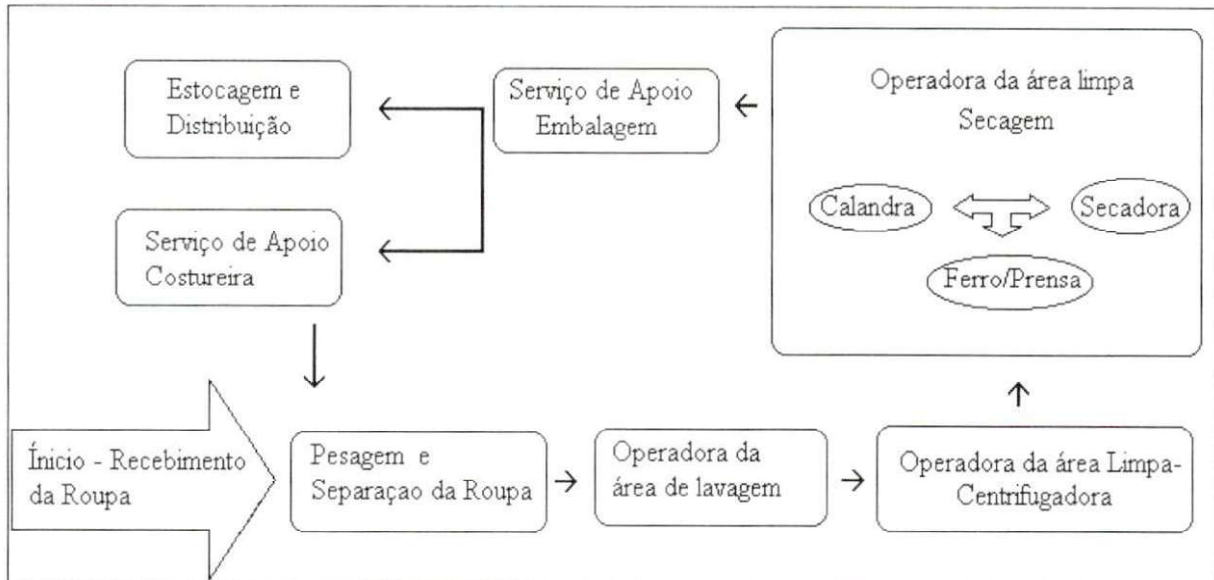 Estocagem e
Distribuição
Serviço de Apoio
Embalagem
Operadora da área limpa
Secagem
Calandra
Secadora
Ferro/Prensa
Serviço de Apoio
Costureira
Ínicio - Recebimento
da Roupa
Pesagem e
Separaçao da Roupa
Operadora da
área de lavagem
Operadora da área Limpa-
Centrifugadora